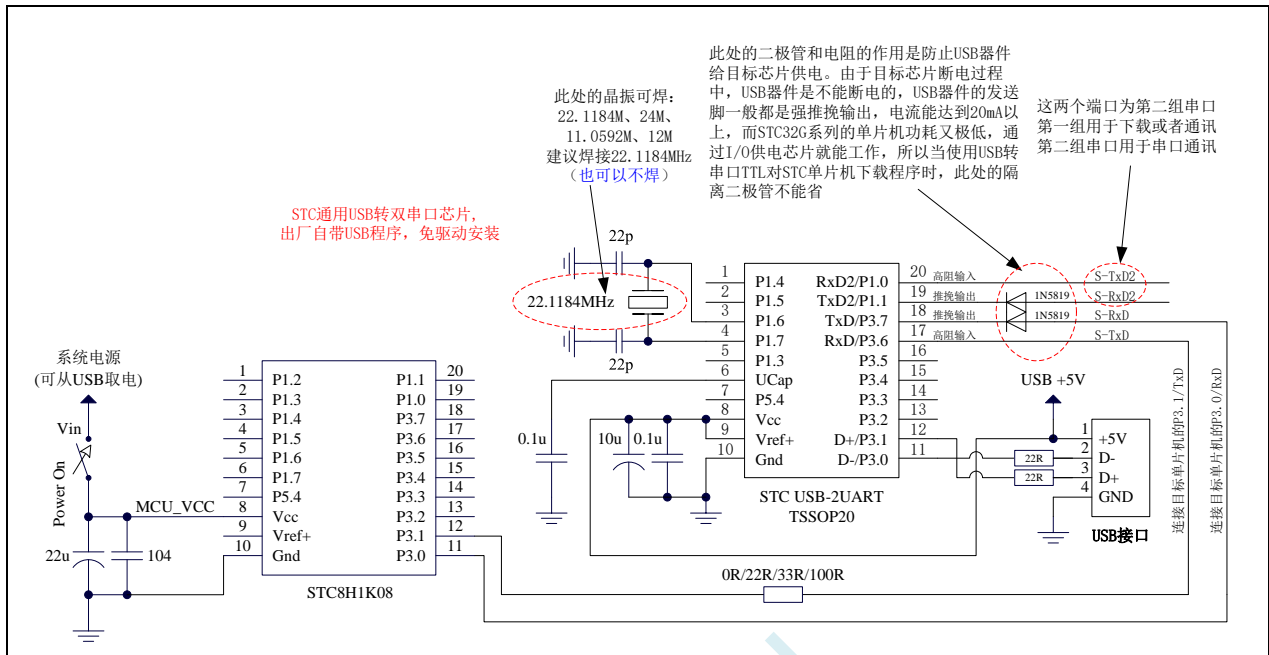 此处的二极管和电阻的作用是防止USB器件
给目标芯片供电。由于目标芯片断电过程
中，USB器件是不能断电的，USB器件的发送
脚一般都是强推挽输出，电流能达到20mA以
上，而STC32G系列的单片机功耗又极低，通
过I/O供电芯片就能工作，所以当使用USB转
串口TTL对STC单片机下载程序时，此处的隔
离二极管不能省
这两个端口为第二组串口
第一组用于下载或者通讯
第二组串口用于串口通讯
此处的晶振可焊：
22.1184M、24M、
11.0592M、12M
建议焊接22.1184MHz
（也可以不焊）
STC通用USB转双串口芯片，
出厂自带USB程序，免驱动安装
22p
22.1184MHz
22p
1 P1.4
2 P1.5
3 P1.6
4 P1.7
5 P1.3
6 UCap
7 P5.4
8 Vcc
9 Vref+
10 Gnd
RxD2/P1.0 20 高阻输入 S-TxD2
TxD2/P1.1 19 推挽输出 1N5819 S-RxD2
TxD/P3.7 18 推挽输出 1N5819 S-RxD
RxD/P3.6 17 高阻输入 S-TxD
P3.5 16
P3.4 15
P3.3 14
P3.2 13
D+/P3.1 12
D-/P3.0 11
STC USB-2UART
TSSOP20
0.1u
10u
0.1u
USB +5V
1 +5V
2 D-
3 D+
4 GND
22R
22R
USB接口
连接目标单片机的P3.1/TxD
连接目标单片机的P3.0/RxD
系统电源
(可从USB取电)
Vin
Power On
MCU_VCC
22u
104
1 P1.2
2 P1.3
3 P1.4
4 P1.5
5 P1.6
6 P1.7
7 P5.4
8 Vcc
9 Vref+
10 Gnd
P1.1 20
P1.0 19
P3.7 18
P3.6 17
P3.5 16
P3.4 15
P3.3 14
P3.2 13
P3.1 12
P3.0 11
STC8H1K08
0R/22R/33R/100R